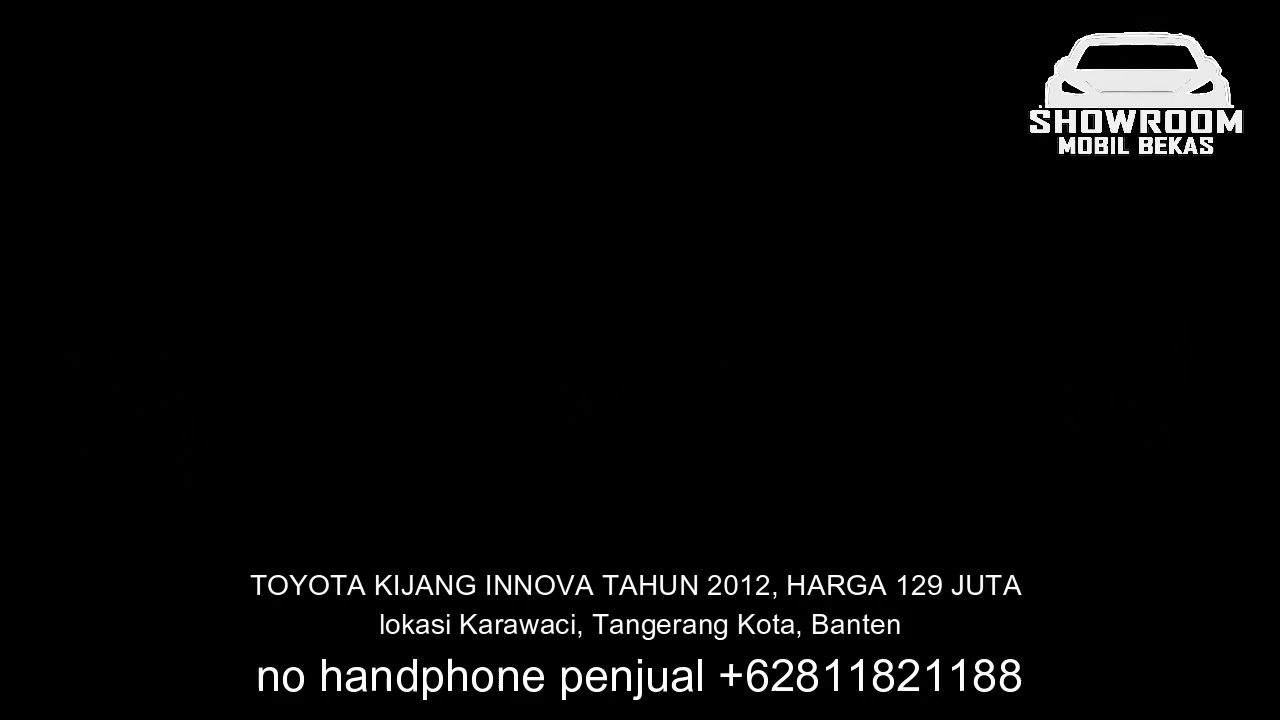 SHOWROOM
MOBIL BEKAS
TOYOTA KIJANG INNOVA TAHUN 2012, HARGA 129 JUTA
lokasi Karawaci, Tangerang Kota, Banten
no handphone penjual +62811821188